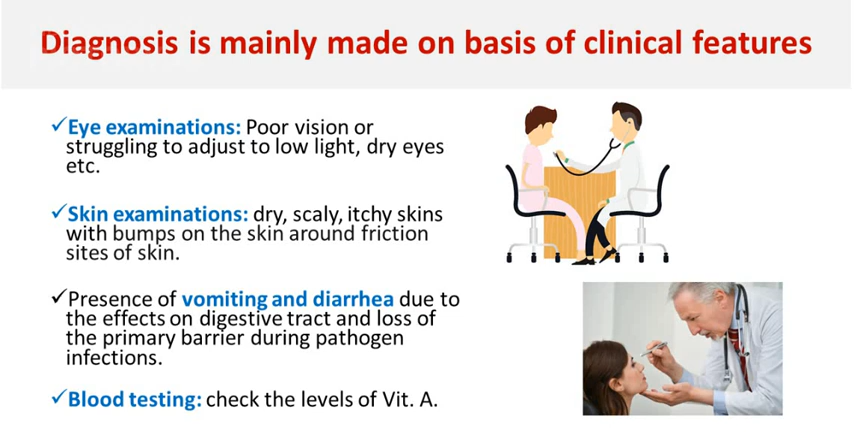 Diagnosis is mainly made on basis of clinical features
✓Eye examinations: Poor vision or
struggling to adjust to low light, dry eyes
etc.
✓Skin examinations: dry, scaly, itchy skins
with bumps on the skin around friction
sites of skin.
✓Presence of vomiting and diarrhea due to
the effects on digestive tract and loss of
the primary barrier during pathogen
infections.
✓Blood testing: check the levels of Vit. A.